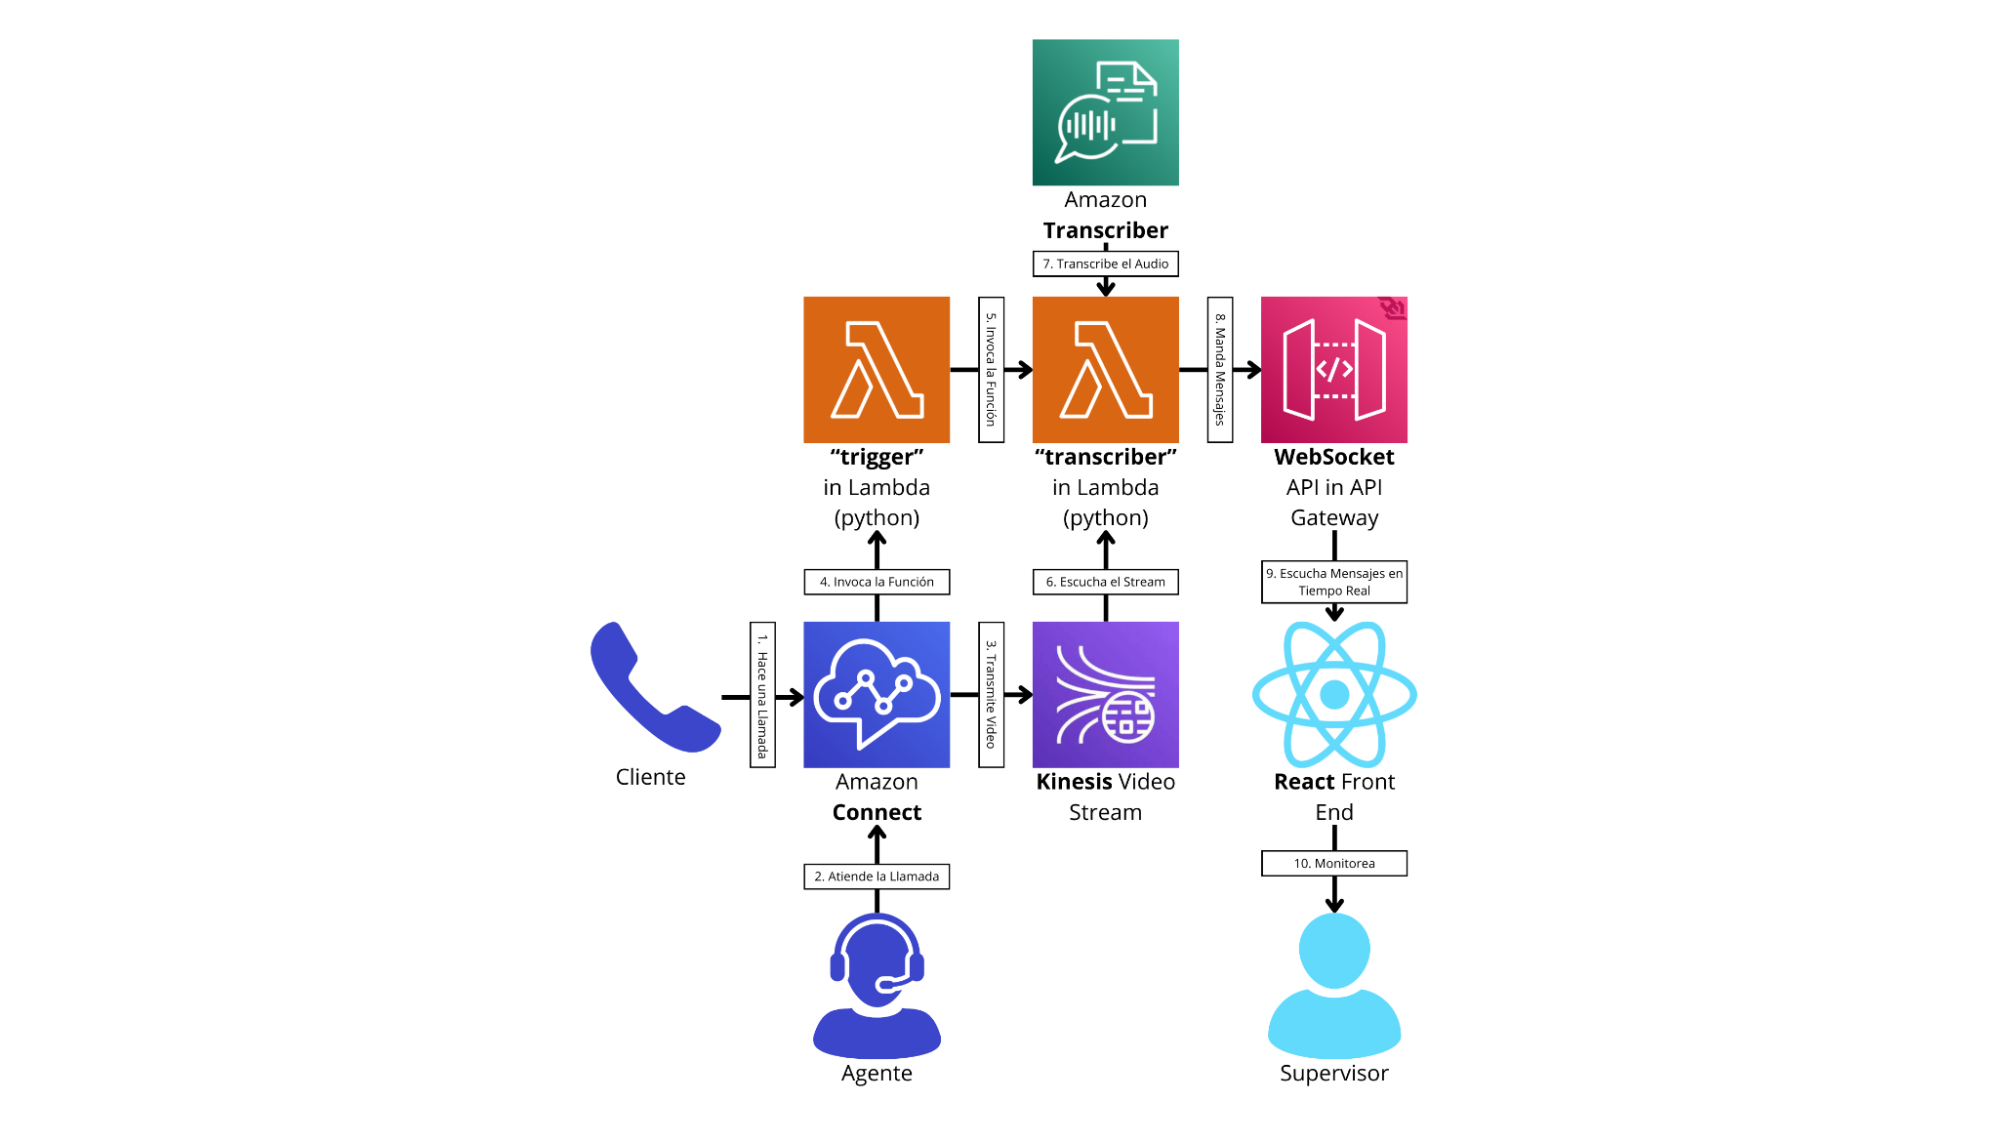 Amazon
Transcriber
7. Transcribe el Audio
5. Invoca la Función
8. Manda Mensajes
“trigger”
in Lambda
(python)
“transcriber”
in Lambda
(python)
WebSocket
API in API
Gateway
4. Invoca la Función
6. Escucha el Stream
9. Escucha Mensajes en
Tiempo Real
1. Hace una Llamada
3. Transmite Video
Cliente
Amazon
Connect
Kinesis Video
Stream
React Front
End
2. Atiende la Llamada
10. Monitorea
Agente
Supervisor